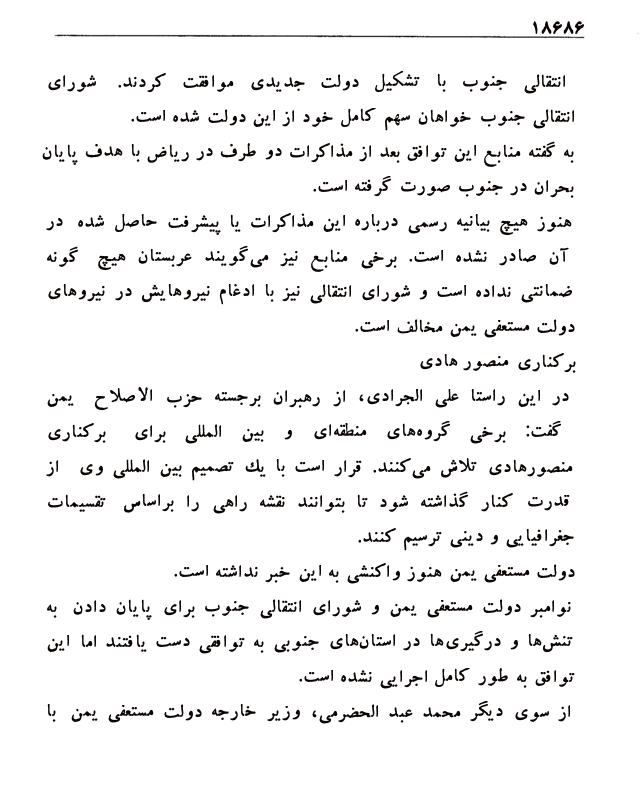 ۱۸۶۸۶
انتقالی جنوب با تشکیل دولت جدیدی موافقت کردند. شورای
انتقالی جنوب خواهان سهم کامل خود از این دولت شده است.
به گفته منابع این توافق بعد از مذاکرات دو طرف در ریاض با هدف پایان
بحران در جنوب صورت گرفته است.
هنوز هیچ بیانیه رسمی درباره این مذاکرات یا پیشرفت حاصل شده در
آن صادر نشده است. برخی منابع نیز می‌گویند عربستان هیچ گونه
ضمانتی نداده است و شورای انتقالی نیز با ادغام نیروهایش در نیروهای
دولت مستعفی یمن مخالف است.
برکناری منصور هادی
در این راستا علی الجرادی، از رهبران برجسته حزب الاصلاح یمن
گفت: برخی گروه‌های منطقه‌ای و بین المللی برای برکناری
منصورهادی تلاش می‌کنند. قرار است با یك تصمیم بین المللی وی از
قدرت کنار گذاشته شود تا بتوانند نقشه راهی را براساس تقسیمات
جغرافیایی و دینی ترسیم کنند.
دولت مستعفی یمن هنوز واکنشی به این خبر نداشته است.
نوامبر دولت مستعفی یمن و شورای انتقالی جنوب برای پایان دادن به
تنش‌ها و درگیری‌ها در استان‌های جنوبی به توافقی دست یافتند اما این
توافق به طور کامل اجرایی نشده است.
از سوی دیگر محمد عبد الحضرمی، وزیر خارجه دولت مستعفی یمن با